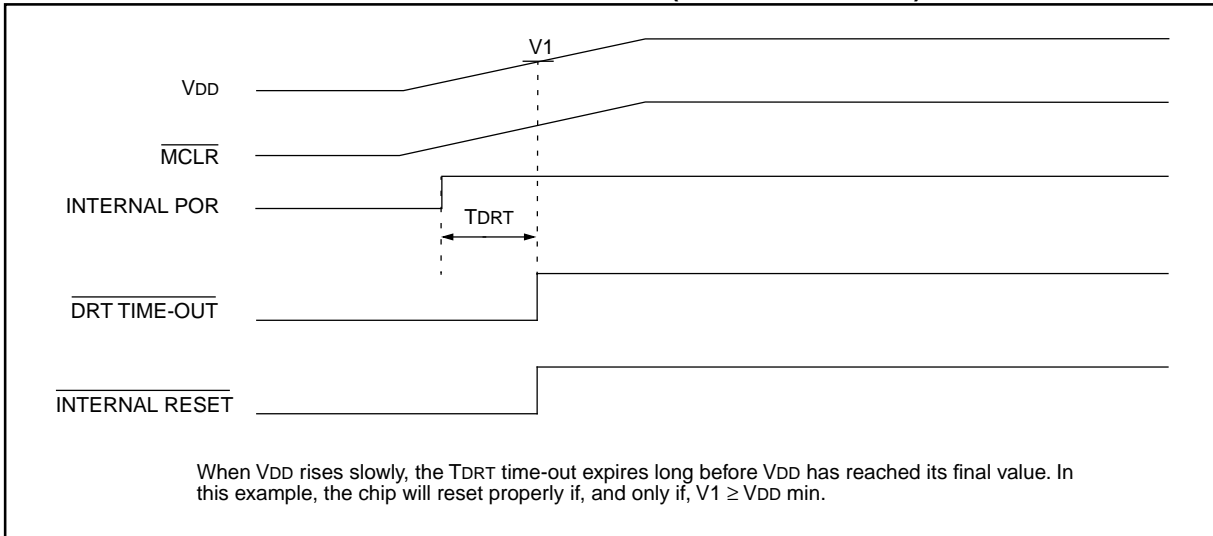 V1
VDD
MCLR
INTERNAL POR
TDRT
DRT TIME-OUT
INTERNAL RESET
When VDD rises slowly, the TDRT time-out expires long before VDD has reached its final value. In
this example, the chip will reset properly if, and only if, V1 ≥ VDD min.